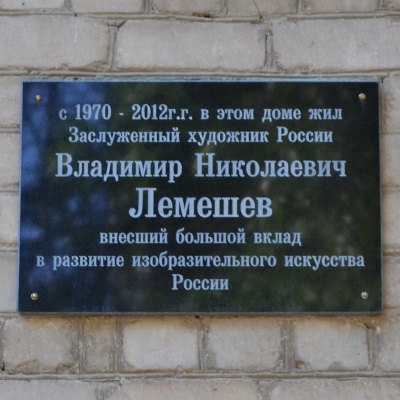 с 1970 - 2012г.г. в этом доме жил
Заслуженный художник России
Владимир Николаевич
Лемешев
внесший большой вклад
в развитие изобразительного искусства
России